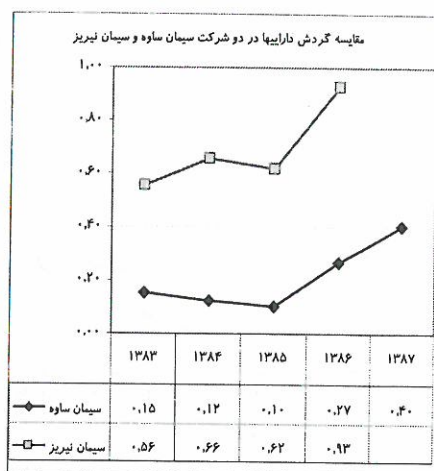 مقایسه گردش داراییها در دو شرکت سیمان ساوه و سیمان نیریز
۱,۰۰
۰,۸۰
۰,۶۰
۰,۴۰
۰,۲۰
۰,۰۰
۱۳۸۳ ۱۳۸۴ ۱۳۸۵ ۱۳۸۶ ۱۳۸۷
سیمان ساوه ۰,۱۵ ۰,۱۲ ۰,۱۰ ۰,۲۷ ۰,۴۰
سیمان نیریز ۰,۵۶ ۰,۶۶ ۰,۶۲ ۰,۹۳